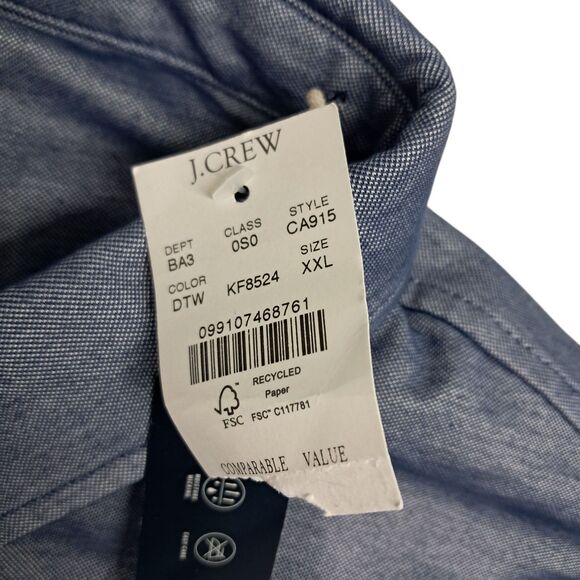 J.CREW
DEPT CLASS STYLE
BA3 0S0 CA915
COLOR SIZE
DTW KF8524 XXL
099107468761
RECYCLED
Paper
FSC
FSC™ C117781
COMPARABLE VALUE